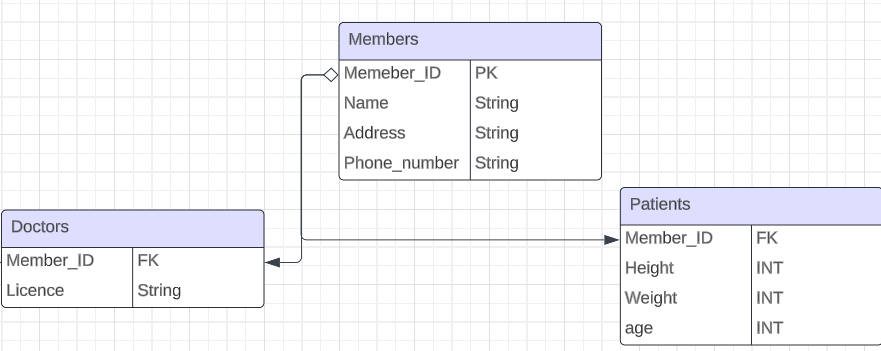 Members
Memeber_ID PK
Name String
Address String
Phone_number String
Doctors
Member_ID FK
Licence String
Patients
Member_ID FK
Height INT
Weight INT
age INT